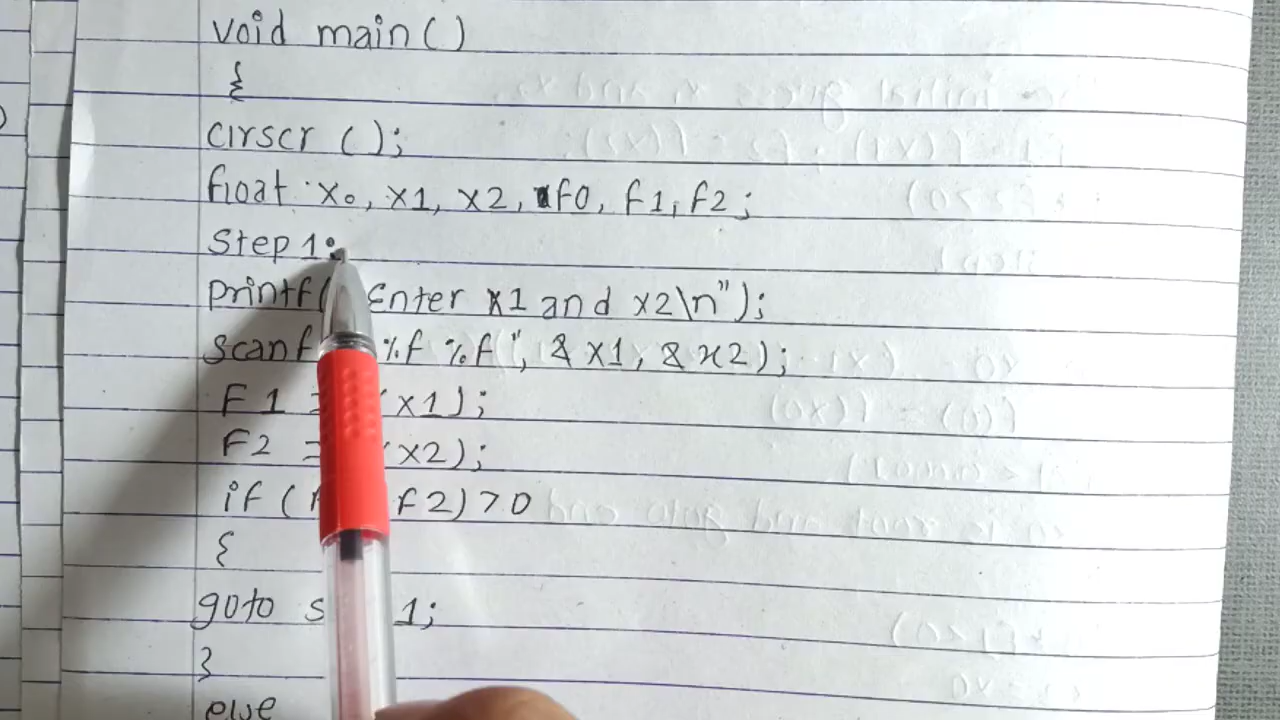 void main()
{
clrscr ();
float x0, x1, x2, f0, f1, f2;
Step 1:
printf( Enter x1 and x2\n");
scanf %f %f", & x1, & x2);
F1 = (x1);
F2 = (x2);
if ( f2) > 0
{
goto 1;
}
else